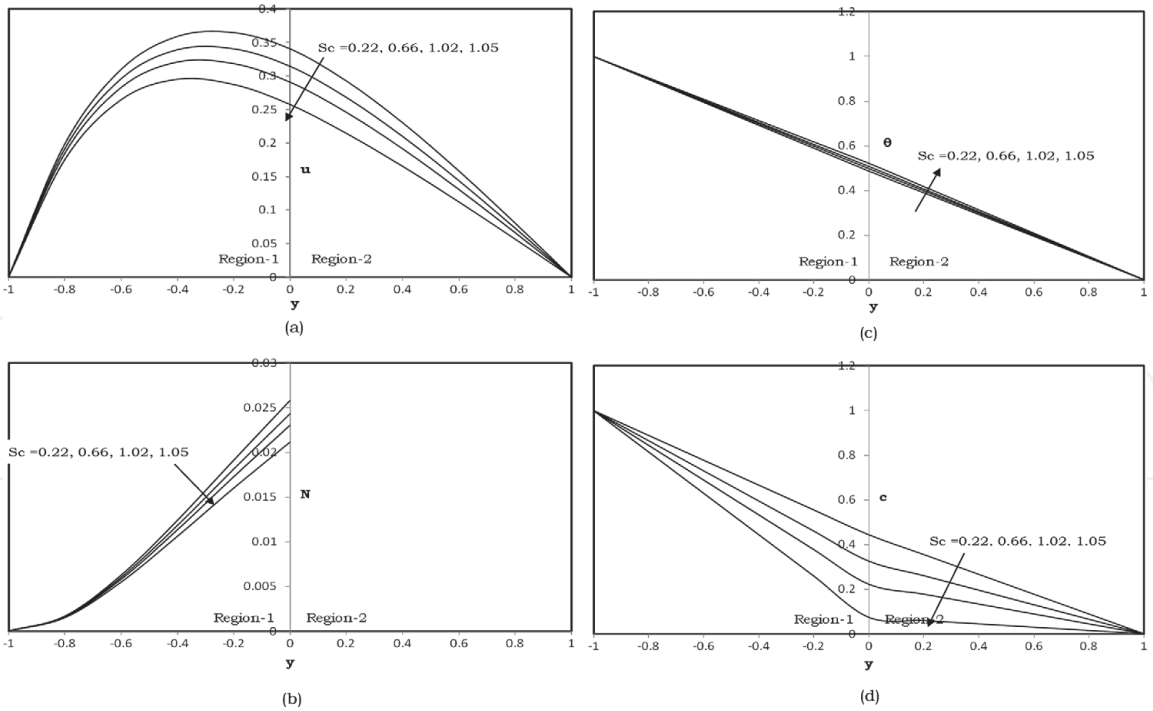 0.4
0.35
0.3
0.25
0.2
0.15
0.1
0.05
0
Sc =0.22, 0.66, 1.02, 1.05
u
Region-1 Region-2
-1 -0.8 -0.6 -0.4 -0.2 0 0.2 0.4 0.6 0.8 1
y
(a)
1.2
1
0.8
0.6
0.4
0.2
0
θ
Sc =0.22, 0.66, 1.02, 1.05
Region-1 Region-2
-1 -0.8 -0.6 -0.4 -0.2 0 0.2 0.4 0.6 0.8 1
y
(c)
0.03
0.025
0.02
0.015
0.01
0.005
0
Sc =0.22, 0.66, 1.02, 1.05
N
Region-1 Region-2
-1 -0.8 -0.6 -0.4 -0.2 0 0.2 0.4 0.6 0.8 1
y
(b)
1.2
1
0.8
0.6
0.4
0.2
0
c
Sc =0.22, 0.66, 1.02, 1.05
Region-1 Region-2
-1 -0.8 -0.6 -0.4 -0.2 0 0.2 0.4 0.6 0.8 1
y
(d)